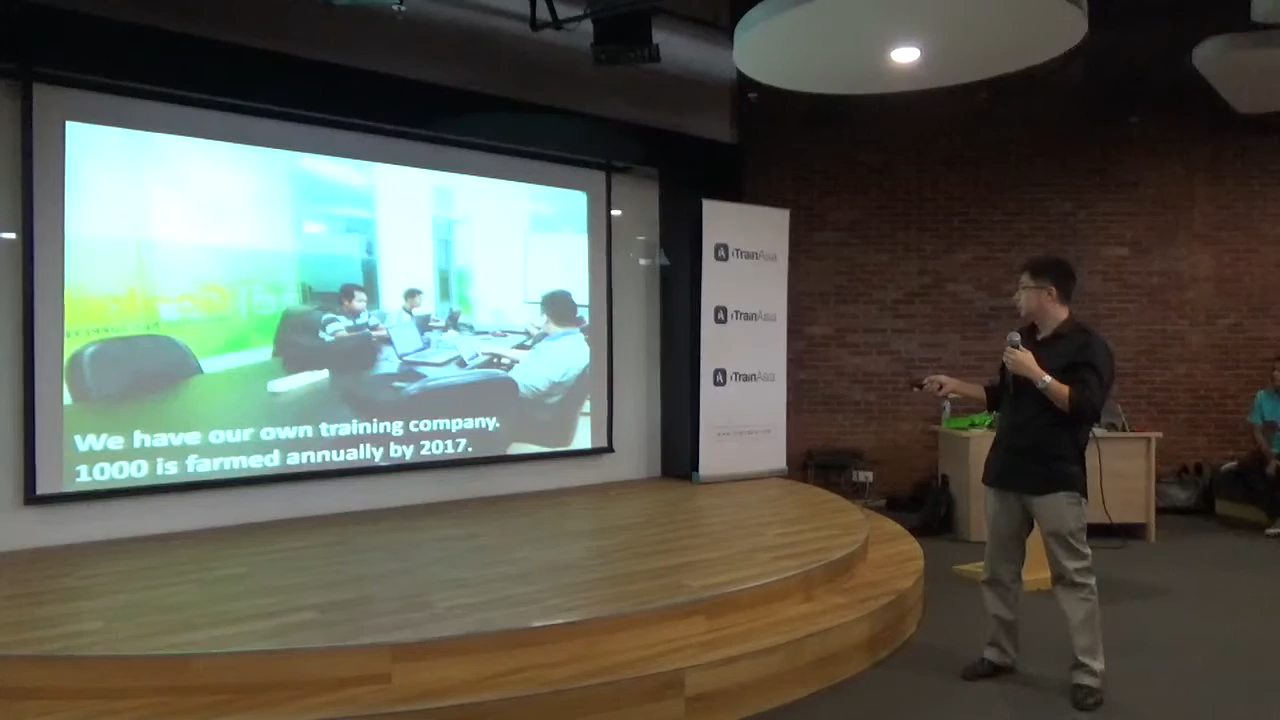 We have our own training company.
1000 is farmed annually by 2017.
iTrainAsia
iTrainAsia
iTrainAsia